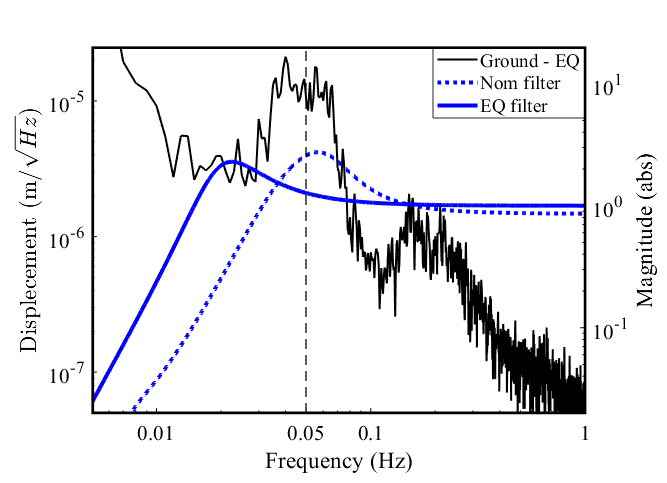 Ground - EQ
Nom filter
EQ filter
10^-5
10^-6
10^-7
10^1
10^0
10^-1
Displecement (m/√Hz)
Magnitude (abs)
0.01
0.05
0.1
1
Frequency (Hz)